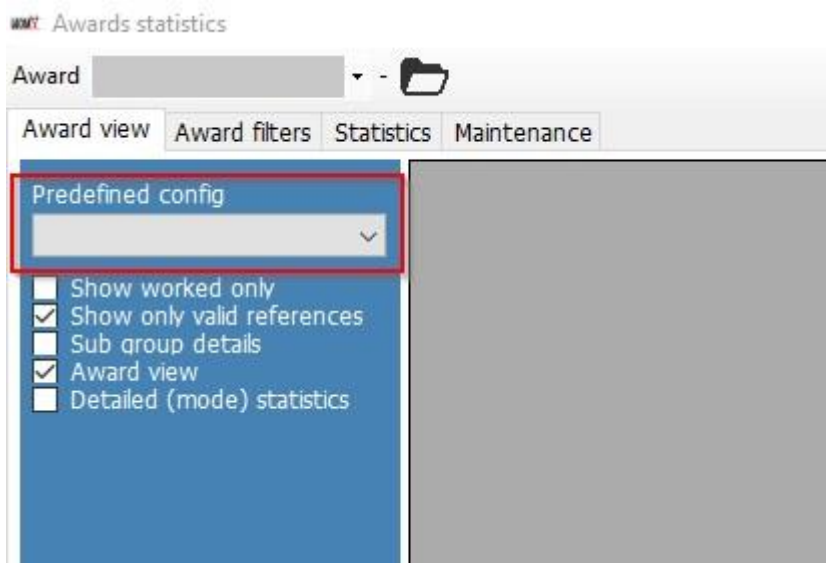 Awards statistics
Award
-
Award view Award filters Statistics Maintenance
Predefined config
Show worked only
Show only valid references
Sub group details
Award view
Detailed (mode) statistics